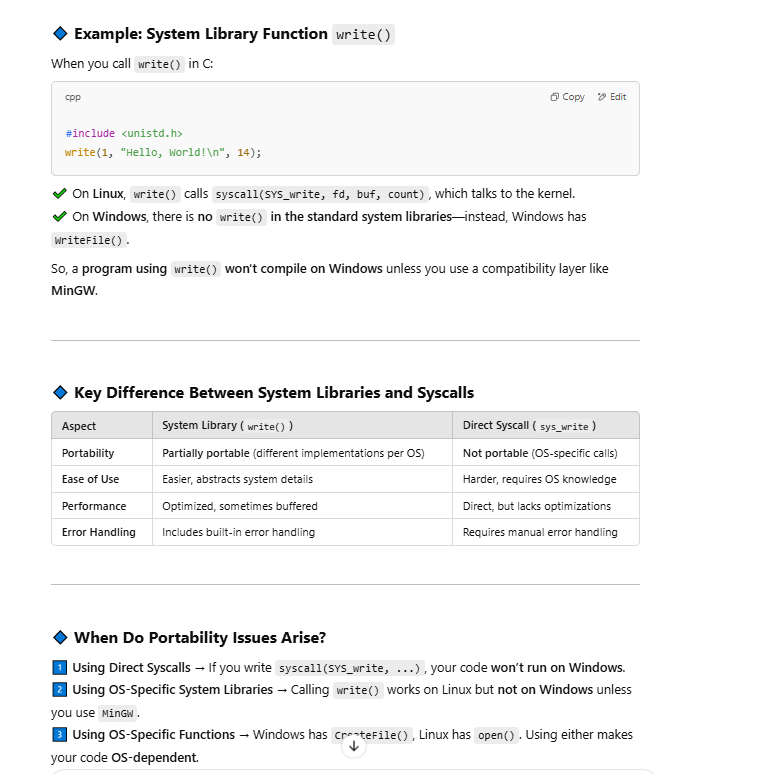 Example: System Library Function write()
When you call write() in C:
cpp
Copy Edit
#include <unistd.h>
write(1, "Hello, World!\n", 14);
✔ On Linux, write() calls syscall(SYS_write, fd, buf, count), which talks to the kernel.
✔ On Windows, there is no write() in the standard system libraries—instead, Windows has
WriteFile().
So, a program using write() won't compile on Windows unless you use a compatibility layer like
MinGW.
Key Difference Between System Libraries and Syscalls
Aspect System Library ( write() ) Direct Syscall ( sys_write )
Portability Partially portable (different implementations per OS) Not portable (OS-specific calls)
Ease of Use Easier, abstracts system details Harder, requires OS knowledge
Performance Optimized, sometimes buffered Direct, but lacks optimizations
Error Handling Includes built-in error handling Requires manual error handling
When Do Portability Issues Arise?
1 Using Direct Syscalls → If you write syscall(SYS_write, ...), your code won't run on Windows.
2 Using OS-Specific System Libraries → Calling write() works on Linux but not on Windows unless
you use MinGW.
3 Using OS-Specific Functions → Windows has CreateFile(), Linux has open(). Using either makes
your code OS-dependent.